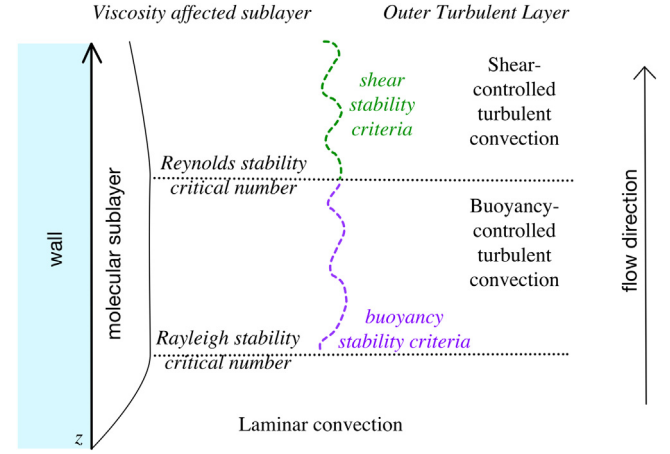 Viscosity affected sublayer
Outer Turbulent Layer
shear
stability
criteria
Shear-
controlled
turbulent
convection
Reynolds stability
critical number
wall
molecular sublayer
Buoyancy-
controlled
turbulent
convection
flow direction
buoyancy
stability criteria
Rayleigh stability
critical number
Laminar convection
z